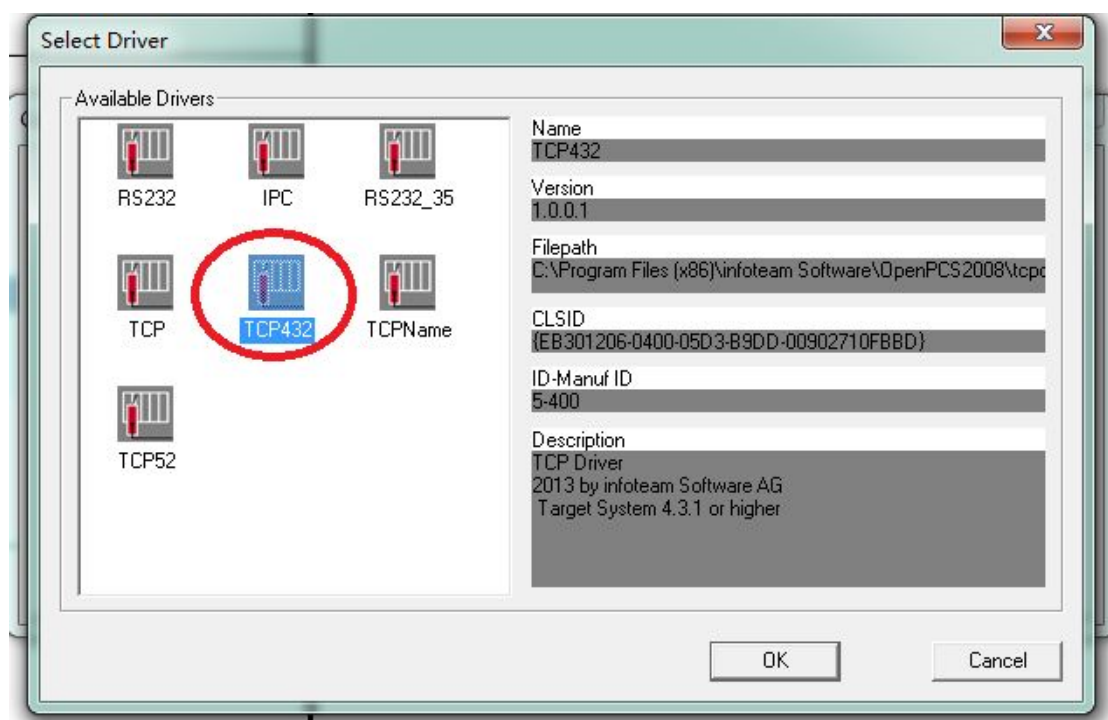 Select Driver
Available Drivers
RS232 IPC RS232_35
TCP TCP432 TCPName
TCP52
Name
TCP432
Version
1.0.0.1
Filepath
C:\Program Files (x86)\infoteam Software\OpenPCS2008\tcpc
CLSID
{EB301206-0400-05D3-B9DD-00902710FBBD}
ID-Manuf ID
5-400
Description
TCP Driver
2013 by infoteam Software AG
Target System 4.3.1 or higher
OK Cancel